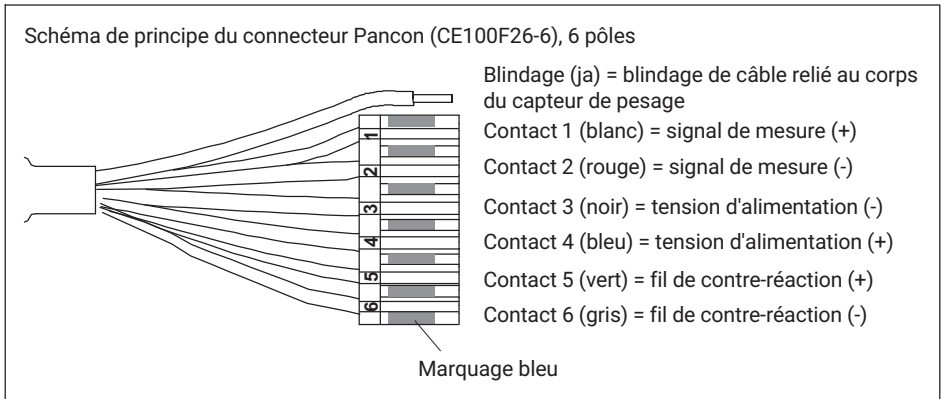 Schéma de principe du connecteur Pancon (CE100F26-6), 6 pôles
Blindage (ja) = blindage de câble relié au corps
du capteur de pesage
1
Contact 1 (blanc) = signal de mesure (+)
2
Contact 2 (rouge) = signal de mesure (-)
3
Contact 3 (noir) = tension d'alimentation (-)
4
Contact 4 (bleu) = tension d'alimentation (+)
5
Contact 5 (vert) = fil de contre-réaction (+)
6
Contact 6 (gris) = fil de contre-réaction (-)
Marquage bleu